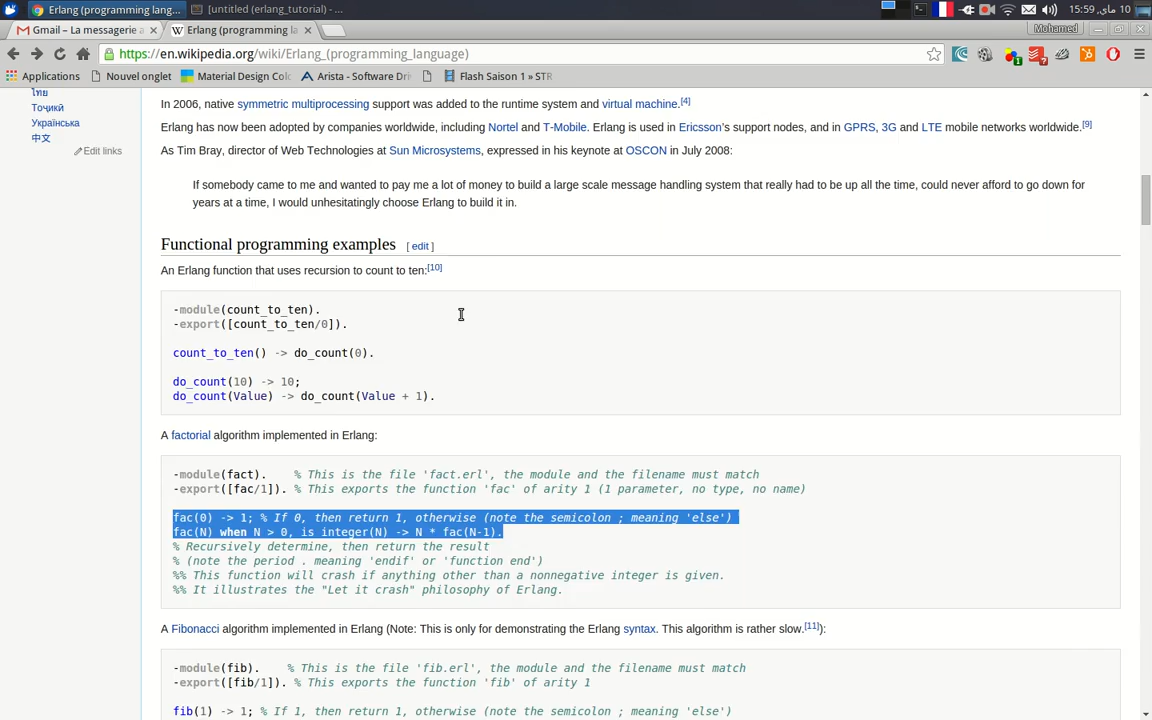 Erlang (programming lang...
[untitled (erlang_tutorial) - ...
10 ماي, 15:59
Gmail – La messagerie a
Erlang (programming la
Mohamed
https://en.wikipedia.org/wiki/Erlang_(programming_language)
Applications
Nouvel onglet
Material Design Colo
Arista - Software Driv
Flash Saison 1 » STR
ไทย
Тоҷикӣ
Українська
中文
Edit links
In 2006, native symmetric multiprocessing support was added to the runtime system and virtual machine.[4]
Erlang has now been adopted by companies worldwide, including Nortel and T-Mobile. Erlang is used in Ericsson's support nodes, and in GPRS, 3G and LTE mobile networks worldwide.[9]
As Tim Bray, director of Web Technologies at Sun Microsystems, expressed in his keynote at OSCON in July 2008:
If somebody came to me and wanted to pay me a lot of money to build a large scale message handling system that really had to be up all the time, could never afford to go down for
years at a time, I would unhesitatingly choose Erlang to build it in.
Functional programming examples [ edit ]
An Erlang function that uses recursion to count to ten:[10]
-module(count_to_ten).
-export([count_to_ten/0]).
count_to_ten() -> do_count(0).
do_count(10) -> 10;
do_count(Value) -> do_count(Value + 1).
A factorial algorithm implemented in Erlang:
-module(fact).    % This is the file 'fact.erl', the module and the filename must match
-export([fac/1]). % This exports the function 'fac' of arity 1 (1 parameter, no type, no name)
fac(0) -> 1; % If 0, then return 1, otherwise (note the semicolon ; meaning 'else')
fac(N) when N > 0, is_integer(N) -> N * fac(N-1).
% Recursively determine, then return the result
% (note the period . meaning 'endif' or 'function end')
%% This function will crash if anything other than a nonnegative integer is given.
%% It illustrates the "Let it crash" philosophy of Erlang.
A Fibonacci algorithm implemented in Erlang (Note: This is only for demonstrating the Erlang syntax. This algorithm is rather slow.[11]):
-module(fib).    % This is the file 'fib.erl', the module and the filename must match
-export([fib/1]). % This exports the function 'fib' of arity 1
fib(1) -> 1; % If 1, then return 1, otherwise (note the semicolon ; meaning 'else')